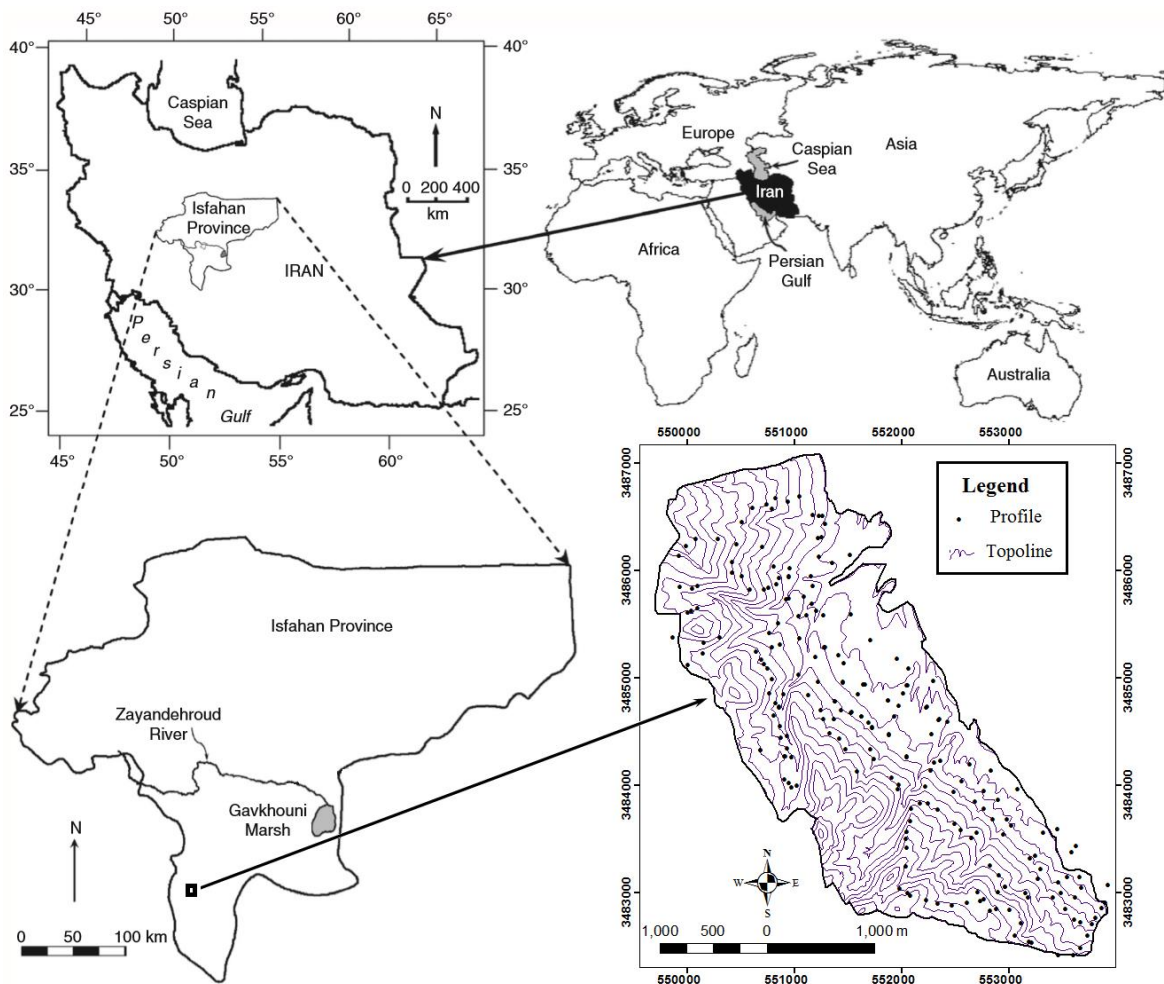 45° 50° 55° 60° 65°
40° 40°
Caspian
Sea
N
35° 35°
0 200 400
km
Isfahan
Province
IRAN
30° 30°
Persian
Gulf
25° 25°
45° 50° 55° 60°
Europe
Asia
Caspian
Sea
Iran
Africa
Persian
Gulf
Australia
Isfahan Province
Zayandehroud
River
Gavkhouni
Marsh
N
0 50 100 km
550000 551000 552000 553000
3487000 3487000
3486000 3486000
3485000 3485000
3484000 3484000
3483000 3483000
Legend
Profile
Topoline
N
W E
S
1,000 500 0 1,000 m
550000 551000 552000 553000